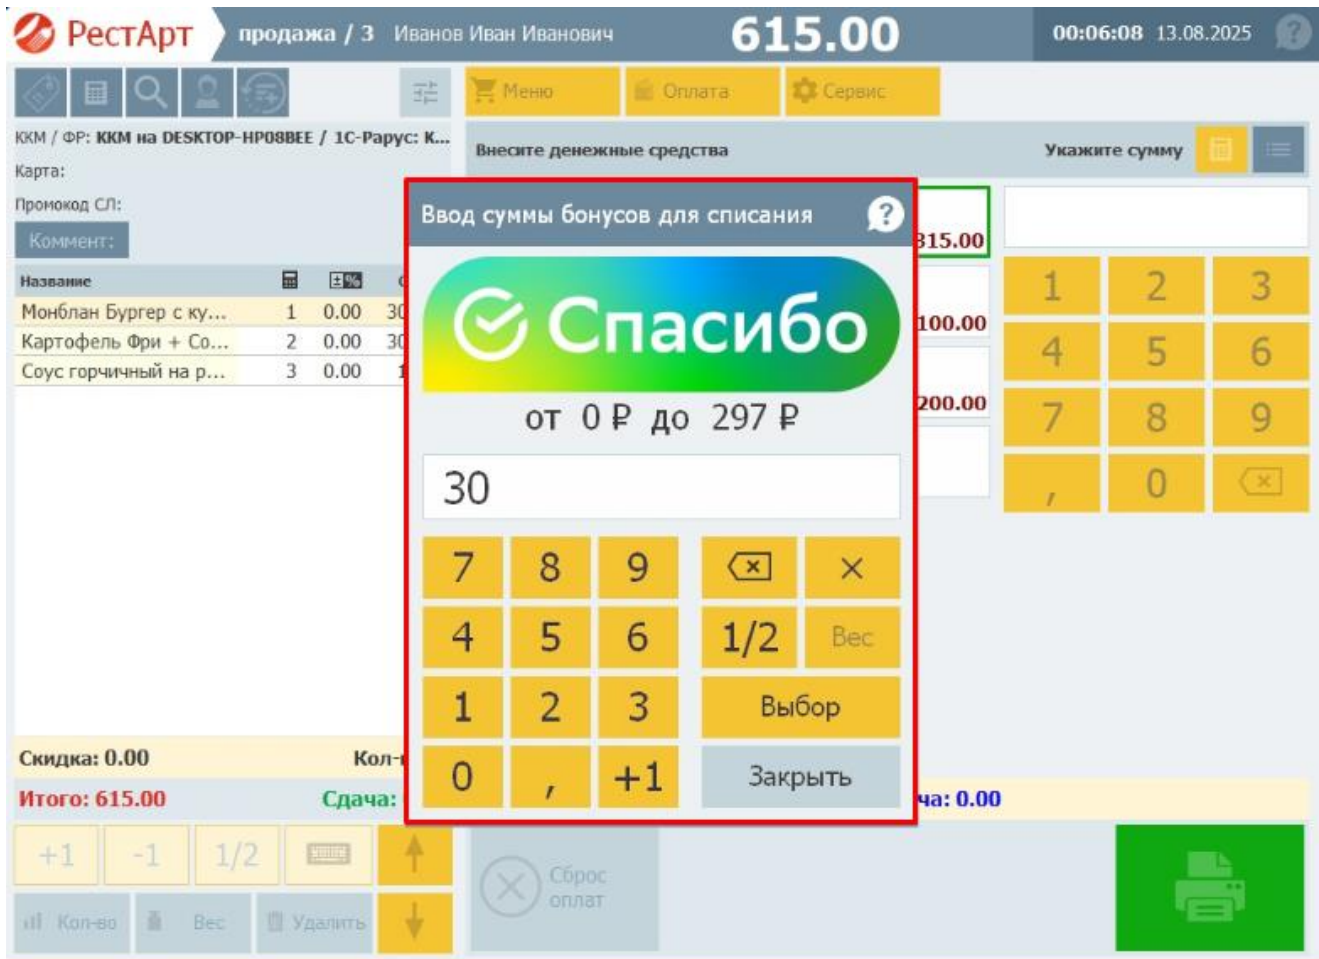 РестАрт продажа / 3 Иванов Иван Иванович 615.00 00:06:08 13.08.2025 ?
Меню Оплата Сервис
ККМ / ФР: ККМ на DESKTOP-HP08BEE / 1С-Рарус: К...
Внесите денежные средства Укажите сумму
Карта:
Промокод СЛ:
Коммент:
Название ±%
Монблан Бургер с ку... 1 0.00
Картофель Фри + Со... 2 0.00
Соус горчичный на р... 3 0.00
Скидка: 0.00
Итого: 615.00 Сдача:
+1 -1 1/2
Кол-во Вес Удалить
Ввод суммы бонусов для списания ?
Спасибо
от 0 ₽ до 297 ₽
30
7 8 9 ×
4 5 6 1/2 Вес
1 2 3 Выбор
0 , +1 Закрыть
315.00
100.00
200.00
1 2 3
4 5 6
7 8 9
, 0
ча: 0.00
Сброс
оплат